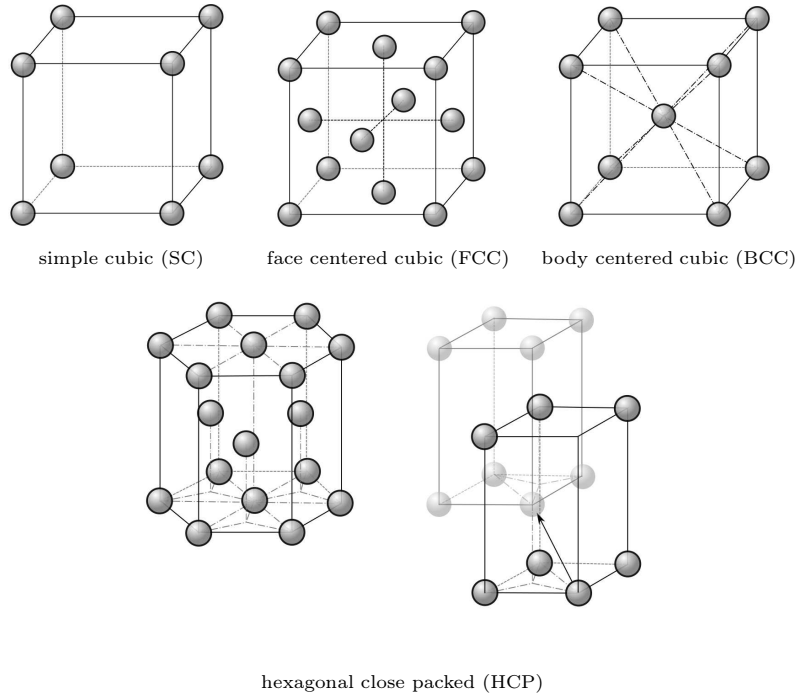 simple cubic (SC)
face centered cubic (FCC)
body centered cubic (BCC)
hexagonal close packed (HCP)